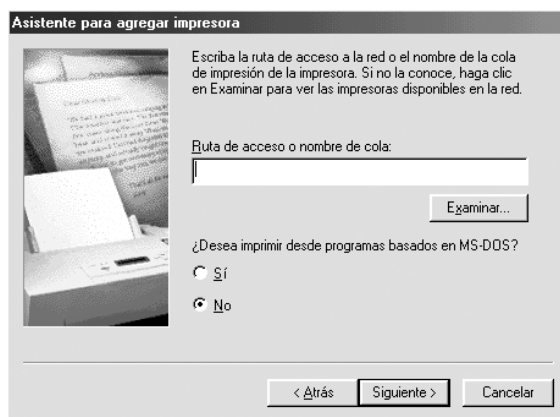 Asistente para agregar impresora
Escriba la ruta de acceso a la red o el nombre de la cola
de impresión de la impresora. Si no la conoce, haga clic
en Examinar para ver las impresoras disponibles en la red.
Ruta de acceso o nombre de cola:
Examinar...
¿Desea imprimir desde programas basados en MS-DOS?
Sí
No
< Atrás
Siguiente >
Cancelar